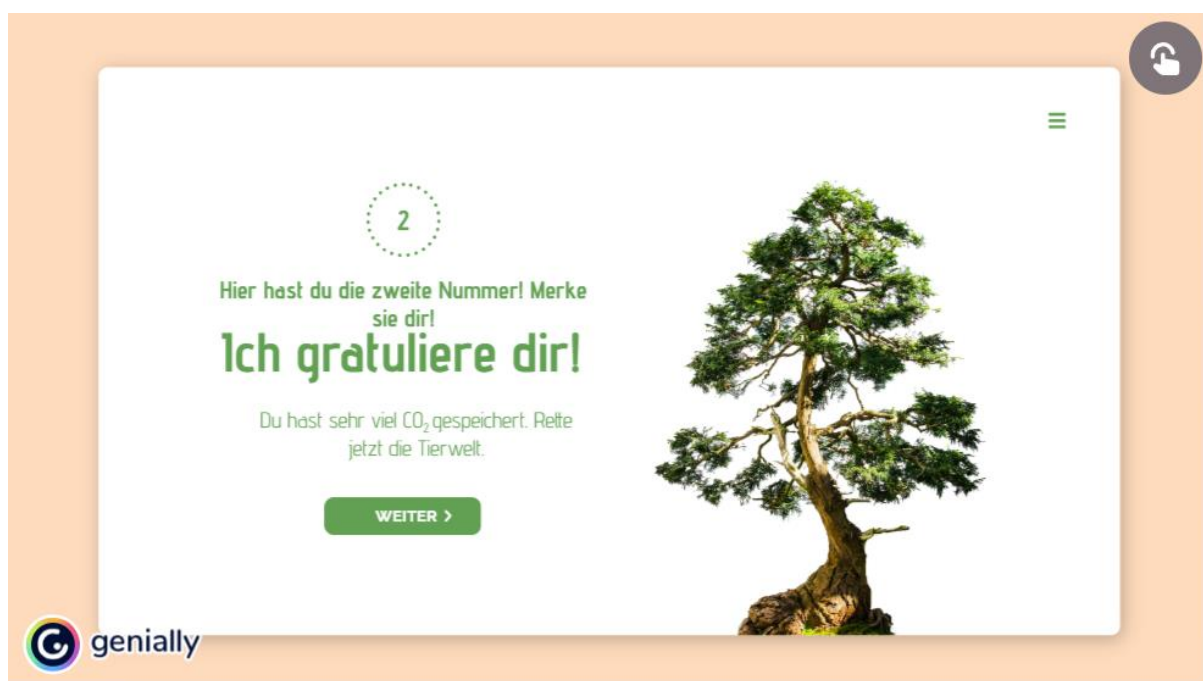 2
Hier hast du die zweite Nummer! Merke
sie dir!
Ich gratuliere dir!
Du hast sehr viel CO₂ gespeichert. Rette
jetzt die Tierwelt.
WEITER >
genially